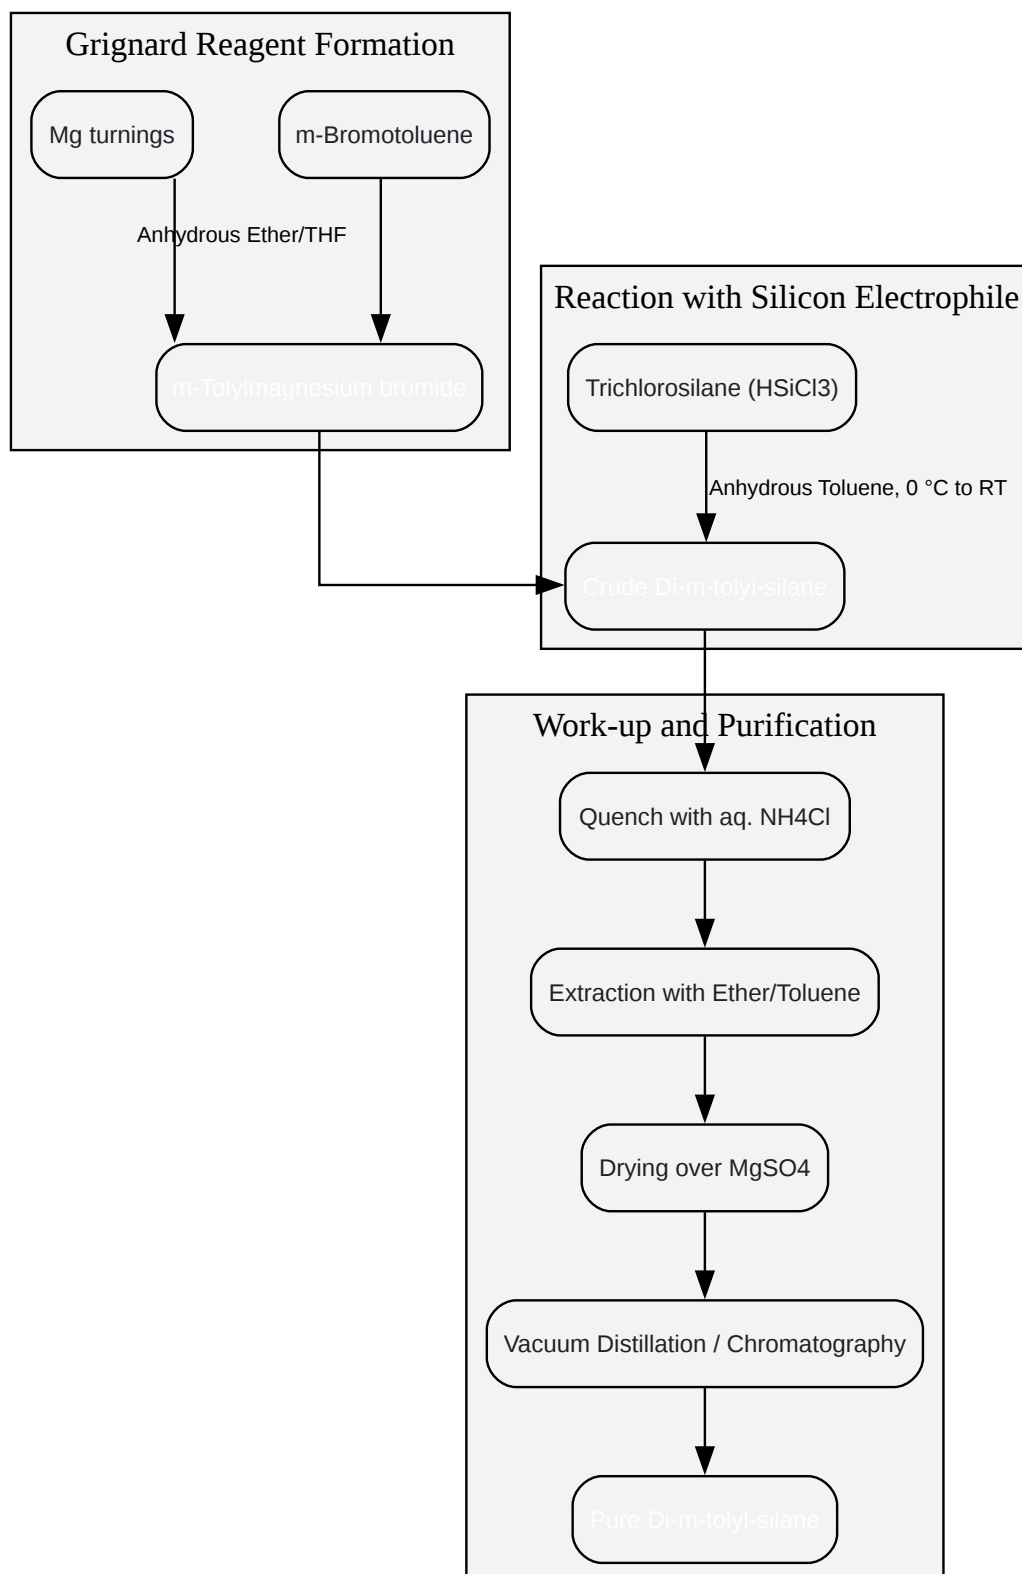 Grignard Reagent Formation
Mg turnings
m-Bromotoluene
Anhydrous Ether/THF
m-Tolylmagnesium bromide
Reaction with Silicon Electrophile
Trichlorosilane (HSiCl3)
Anhydrous Toluene, 0 °C to RT
Crude Di-m-tolyl-silane
Work-up and Purification
Quench with aq. NH4Cl
Extraction with Ether/Toluene
Drying over MgSO4
Vacuum Distillation / Chromatography
Pure Di-m-tolyl-silane